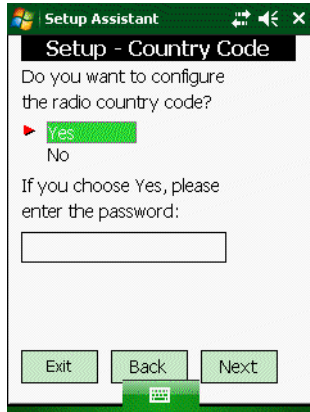 Setup Assistant
Setup - Country Code
Do you want to configure
the radio country code?
Yes
No
If you choose Yes, please
enter the password:
Exit Back Next